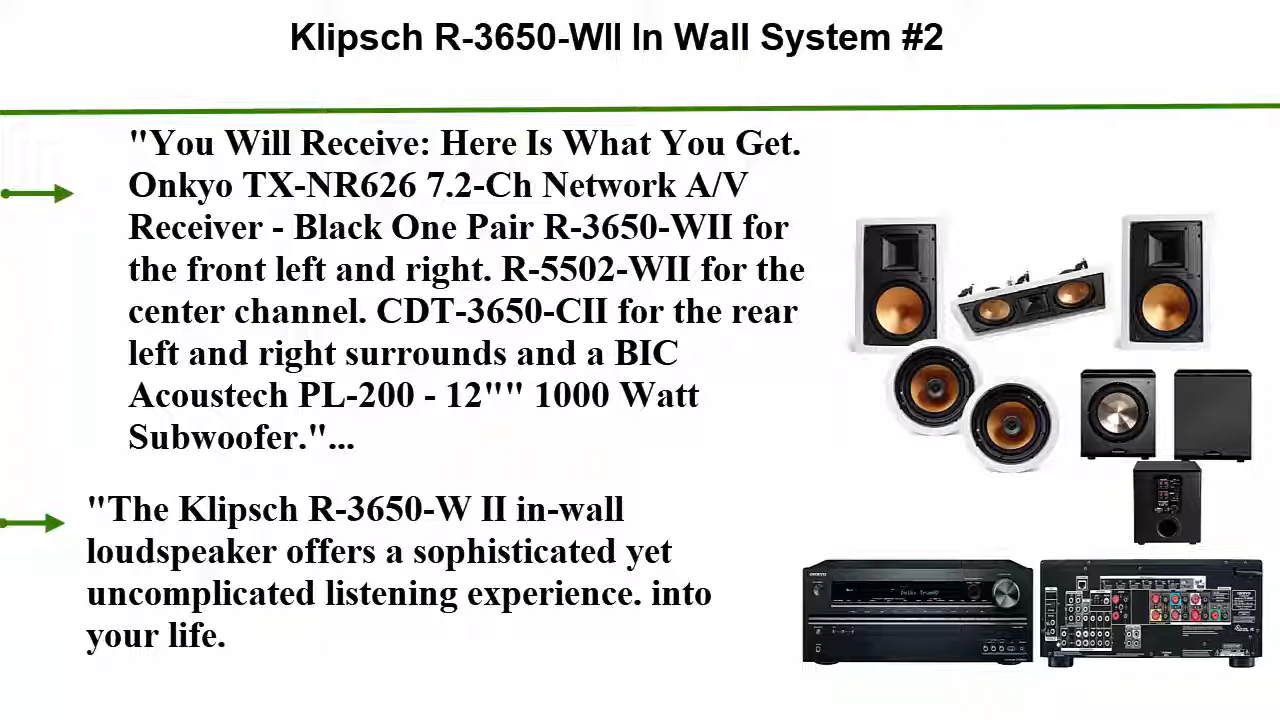 Klipsch R-3650-WII In Wall System #2
"You Will Receive: Here Is What You Get.
Onkyo TX-NR626 7.2-Ch Network A/V
Receiver - Black One Pair R-3650-WII for
the front left and right. R-5502-WII for the
center channel. CDT-3650-CII for the rear
left and right surrounds and a BIC
Acoustech PL-200 - 12"" 1000 Watt
Subwoofer."...
"The Klipsch R-3650-W II in-wall
loudspeaker offers a sophisticated yet
uncomplicated listening experience. into
your life.
ONKYO
Dolby TrueHD